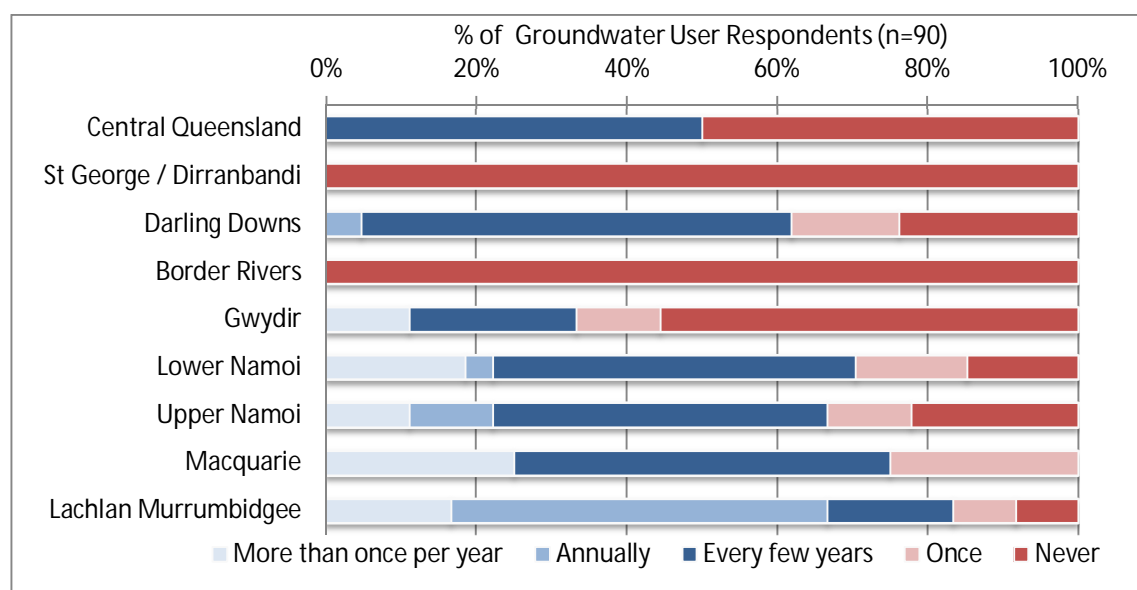 % of Groundwater User Respondents (n=90)
0% 20% 40% 60% 80% 100%
Central Queensland
St George / Dirranbandi
Darling Downs
Border Rivers
Gwydir
Lower Namoi
Upper Namoi
Macquarie
Lachlan Murrumbidgee
More than once per year Annually Every few years Once Never